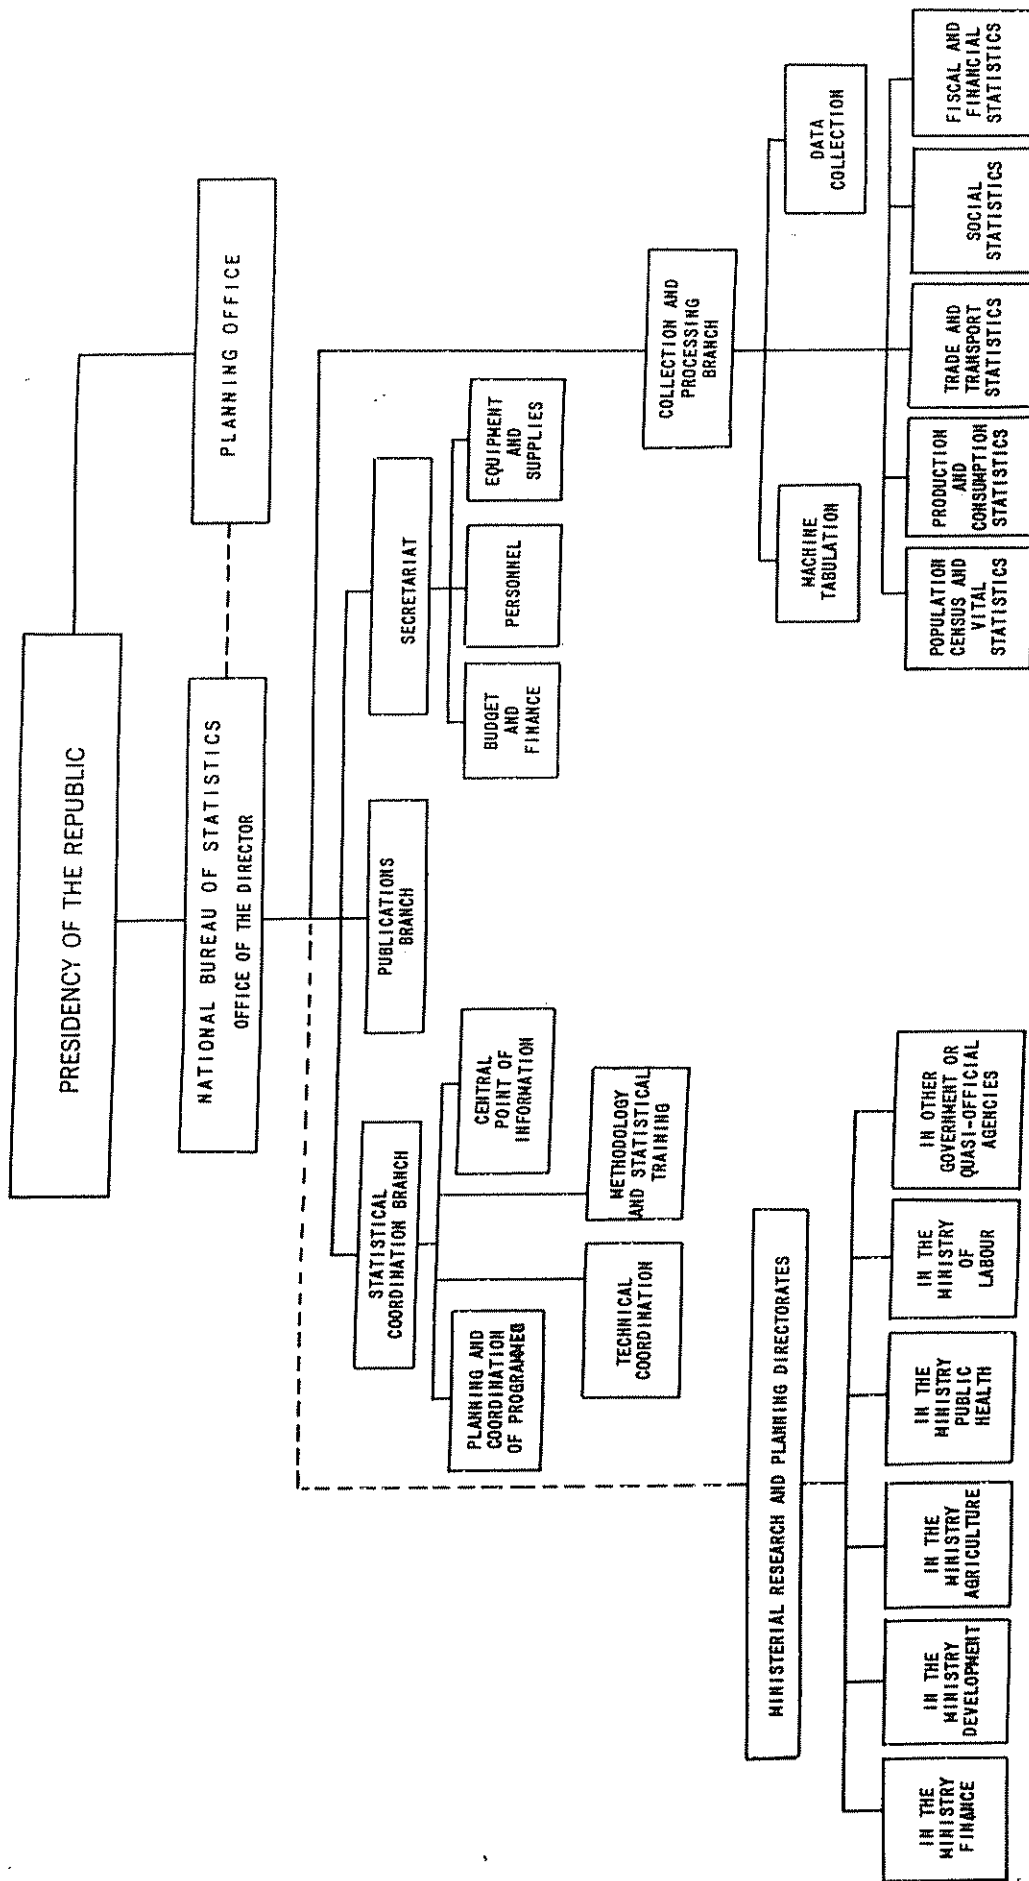 PRESIDENCY OF THE REPUBLIC
NATIONAL BUREAU OF STATISTICS
OFFICE OF THE DIRECTOR
PLANNING OFFICE
STATISTICAL
COORDINATION BRANCH
PUBLICATIONS
BRANCH
SECRETARIAT
PLANNING AND
COORDINATION
OF PROGRAMMES
CENTRAL
POINT OF
INFORMATION
TECHNICAL
COORDINATION
METHODOLOGY
AND STATISTICAL
TRAINING
BUDGET
AND
FINANCE
PERSONNEL
EQUIPMENT
AND
SUPPLIES
COLLECTION AND
PROCESSING
BRANCH
MACHINE
TABULATION
DATA
COLLECTION
MINISTERIAL RESEARCH AND PLANNING DIRECTORATES
IN THE
MINISTRY
FINANCE
IN THE
MINISTRY
DEVELOPMENT
IN THE
MINISTRY
AGRICULTURE
IN THE
MINISTRY
PUBLIC
HEALTH
IN THE
MINISTRY
OF
LABOUR
IN OTHER
GOVERNMENT OR
QUASI-OFFICIAL
AGENCIES
POPULATION
CENSUS AND
VITAL
STATISTICS
PRODUCTION
AND
CONSUMPTION
STATISTICS
TRADE AND
TRANSPORT
STATISTICS
SOCIAL
STATISTICS
FISCAL AND
FINANCIAL
STATISTICS